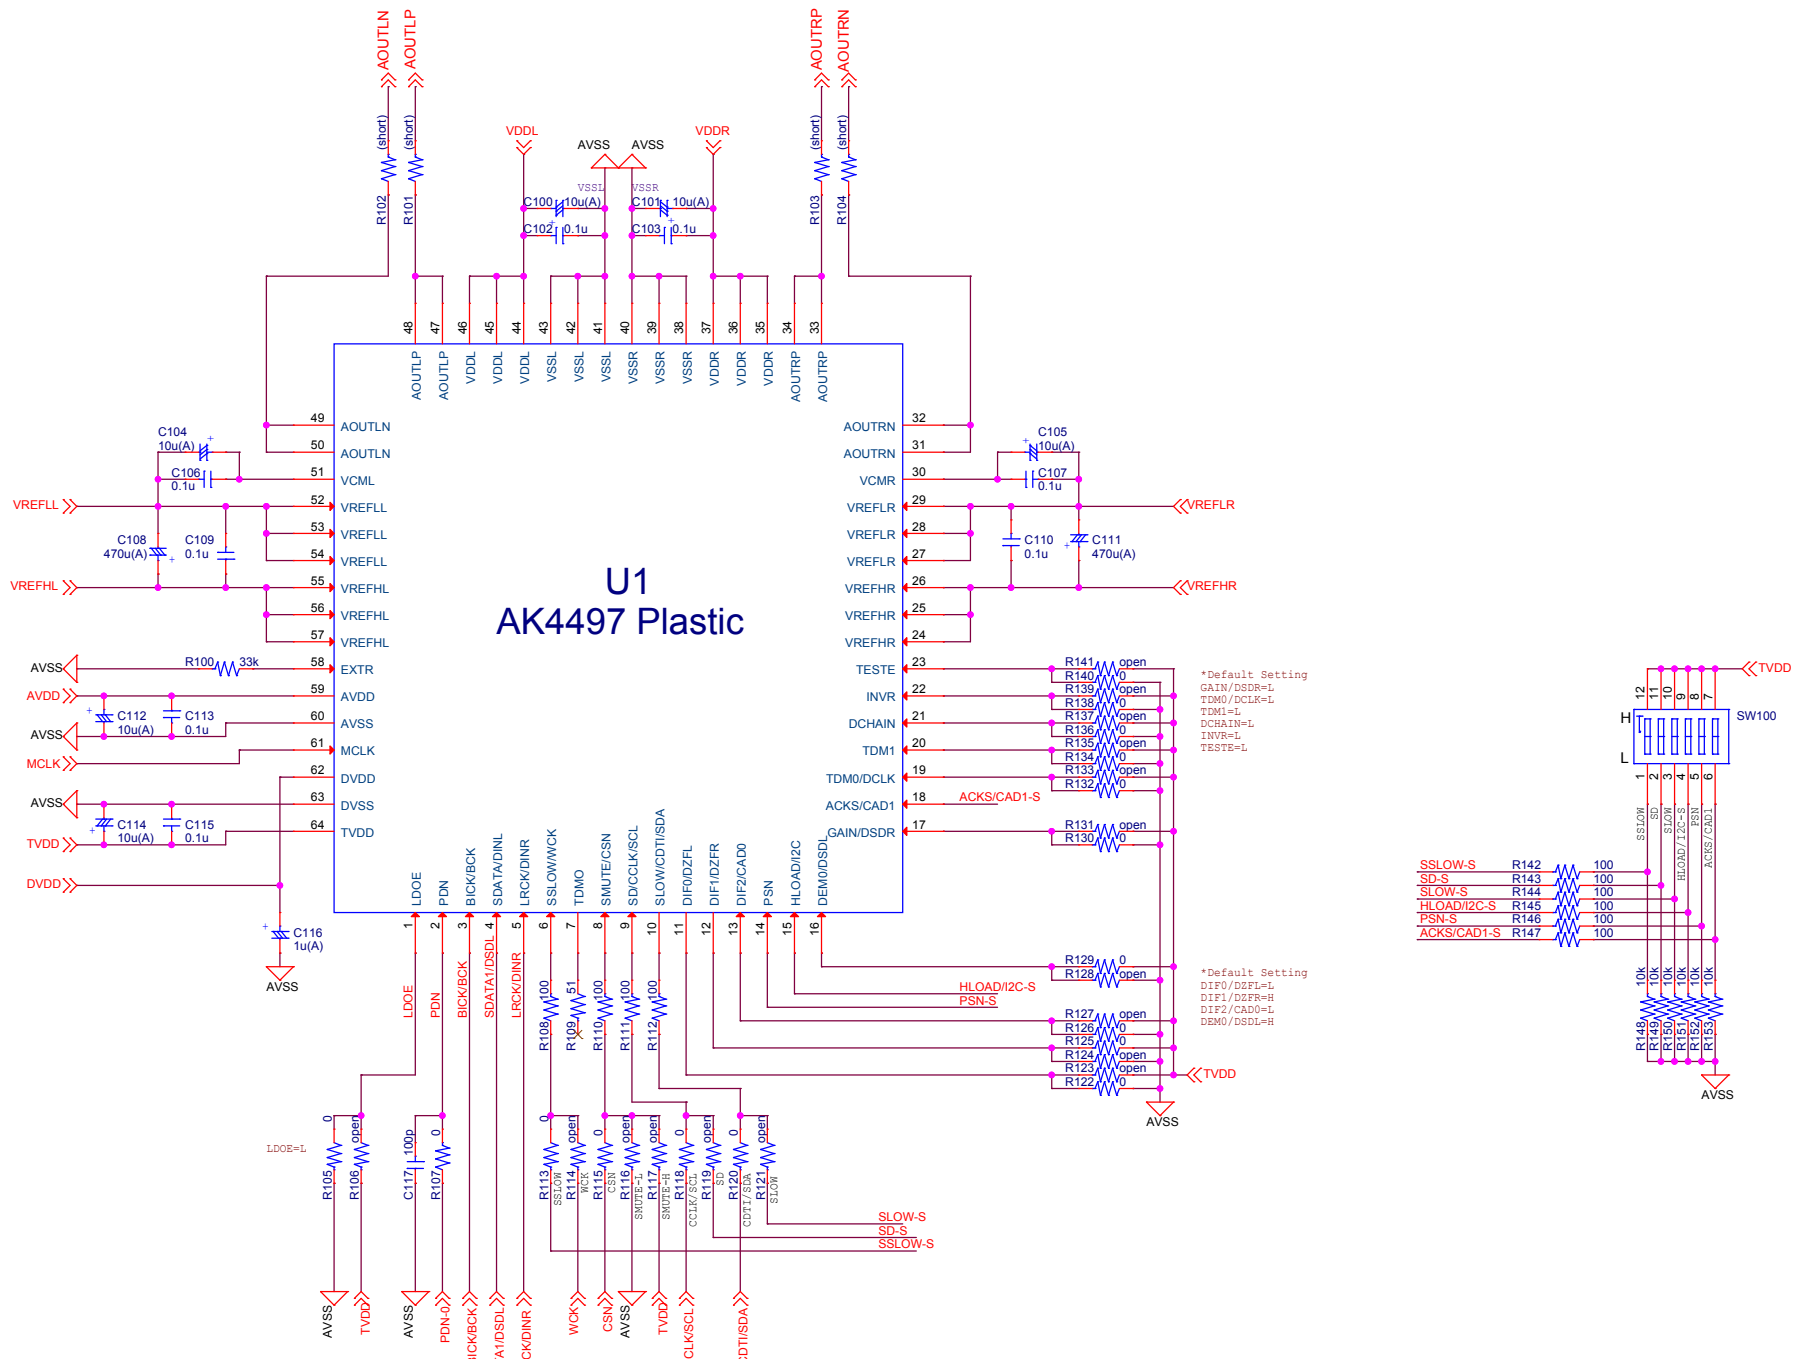 AOUTLN
AOUTLP
AOUTRP
AOUTRN
(short)
(short)
(short)
(short)
R102
R101
R103
R104
VDDL
AVSS
AVSS
VDDR
VSSL
VSSR
C100
10u(A)
C101
10u(A)
C102
0.1u
C103
0.1u
48
47
46
45
44
43
42
41
40
39
38
37
36
35
34
33
AOUTLP
AOUTLP
VDDL
VDDL
VDDL
VSSL
VSSL
VSSL
VSSR
VSSR
VSSR
VDDR
VDDR
VDDR
AOUTRP
AOUTRP
U1
AK4497 Plastic
49 AOUTLN
50 AOUTLN
51 VCML
52 VREFLL
53 VREFLL
54 VREFLL
55 VREFHL
56 VREFHL
57 VREFHL
58 EXTR
59 AVDD
60 AVSS
61 MCLK
62 DVDD
63 DVSS
64 TVDD
C104
10u(A)
C106
0.1u
VREFLL
C108
470u(A)
C109
0.1u
VREFHL
AVSS
R100
33k
AVDD
C112
10u(A)
C113
0.1u
AVSS
MCLK
AVSS
C114
10u(A)
C115
0.1u
TVDD
DVDD
C116
1u(A)
AVSS
AOUTRN 32
AOUTRN 31
VCMR 30
VREFLR 29
VREFLR 28
VREFLR 27
VREFHR 26
VREFHR 25
VREFHR 24
TESTE 23
INVR 22
DCHAIN 21
TDM1 20
TDM0/DCLK 19
ACKS/CAD1 18
GAIN/DSDR 17
C105
10u(A)
C107
0.1u
VREFLR
C110
0.1u
C111
470u(A)
VREFHR
R141 open
R140 0
R139 open
R138 0
R137 open
R136 0
R135 open
R134 0
R133 open
R132 0
ACKS/CAD1-S
R131 open
R130 0
*Default Setting
GAIN/DSDR=L
TDM0/DCLK=L
TDM1=L
DCHAIN=L
INVR=L
TESTE=L
LDOE
PDN
BICK/BCK
SDATA/DINL
LRCK/DINR
SSLOW/WCK
TDMO
SMUTE/CSN
SD/CCLK/SCL
SLOW/CDTI/SDA
DIF0/DZFL
DIF1/DZFR
DIF2/CAD0
PSN
HLOAD/I2C
DEM0/DSDL
1
2
3
4
5
6
7
8
9
10
11
12
13
14
15
16
LDOE
PDN
BICK/BCK
SDATA1/DSDL
LRCK/DINR
R108 100
R109 51
R110 100
R111 100
R112 100
HLOAD/I2C-S
PSN-S
R129 0
R128 open
R127 open
R126 0
R125 0
R124 open
R123 open
R122 0
TVDD
AVSS
*Default Setting
DIF0/DZFL=L
DIF1/DZFR=H
DIF2/CAD0=L
DEM0/DSDL=H
LDOE=L
R105 0
R106 open
C117 100p
R107 0
R113 0
SSLOW
R114 open
WCK
R115 0
CSN
R116 open
SMUTE-L
R117 open
SMUTE-H
R118 0
CCLK/SCL
R119 open
SD
R120 0
CDTI/SDA
R121 open
SLOW
SLOW-S
SD-S
SSLOW-S
AVSS
TVDD
AVSS
PDN-0
BICK/BCK
TA1/DSDL
CK/DINR
WCK
CSN
AVSS
TVDD
CLK/SCL
CDTI/SDA
TVDD
12
11
10
9
8
7
H
L
SW100
1
2
3
4
5
6
SSLOW
SD
SLOW
HLOAD/I2C-S
PSN
ACKS/CAD1
SSLOW-S R142 100
SD-S R143 100
SLOW-S R144 100
HLOAD/I2C-S R145 100
PSN-S R146 100
ACKS/CAD1-S R147 100
10k
10k
10k
10k
10k
10k
R148
R149
R150
R151
R152
R153
AVSS